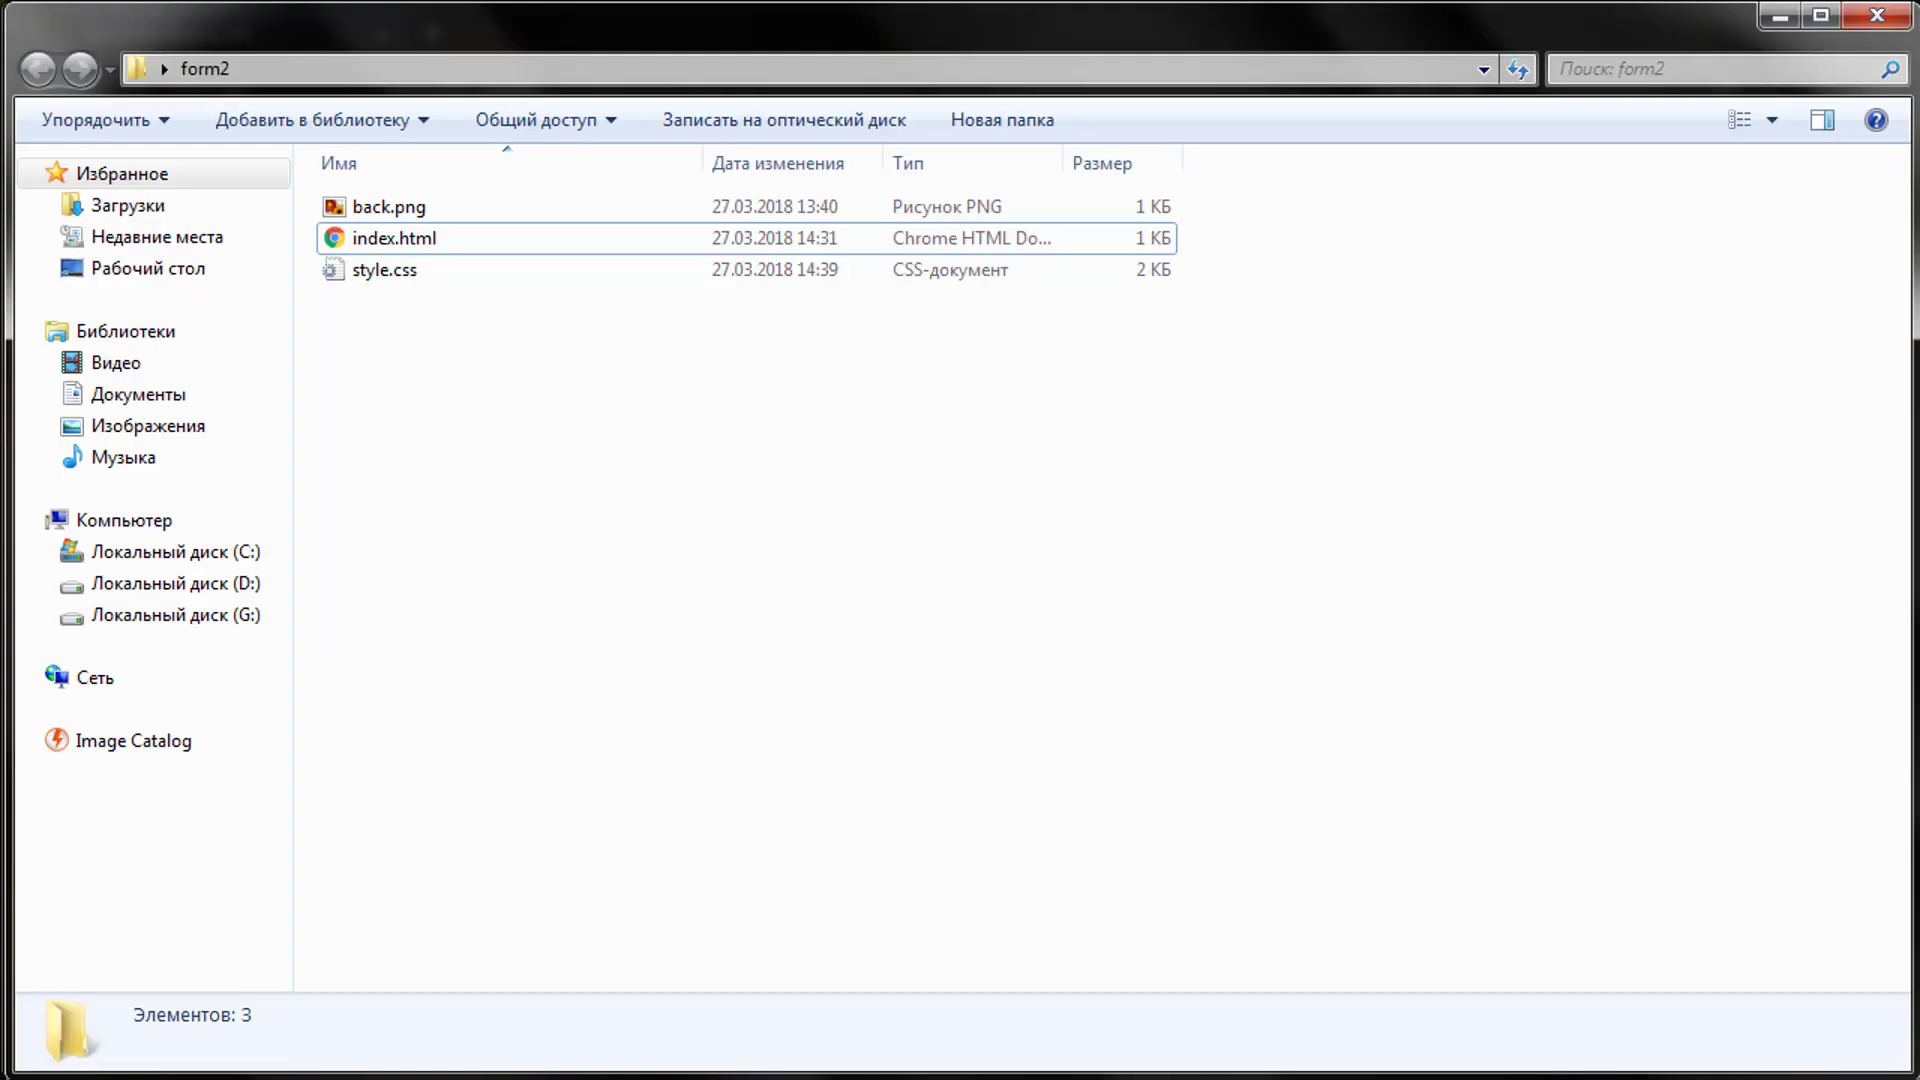 form2
Поиск: form2
Упорядочить Добавить в библиотеку Общий доступ Записать на оптический диск Новая папка
Избранное
Загрузки
Недавние места
Рабочий стол
Библиотеки
Видео
Документы
Изображения
Музыка
Компьютер
Локальный диск (C:)
Локальный диск (D:)
Локальный диск (G:)
Сеть
Image Catalog
Имя Дата изменения Тип Размер
back.png 27.03.2018 13:40 Рисунок PNG 1 КБ
index.html 27.03.2018 14:31 Chrome HTML Do... 1 КБ
style.css 27.03.2018 14:39 CSS-документ 2 КБ
Элементов: 3